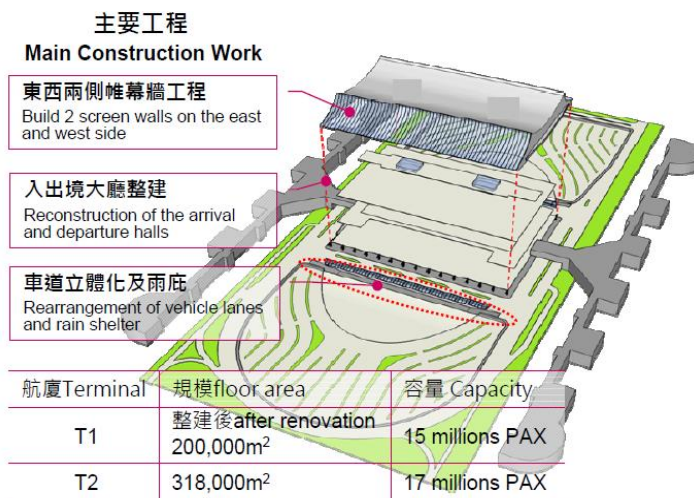 主要工程
Main Construction Work
東西兩側帷幕牆工程
Build 2 screen walls on the east
and west side
入出境大廳整建
Reconstruction of the arrival
and departure halls
車道立體化及雨庇
Rearrangement of vehicle lanes
and rain shelter
航廈Terminal 規模floor area 容量 Capacity
整建後after renovation
T1 200,000m² 15 millions PAX
T2 318,000m² 17 millions PAX